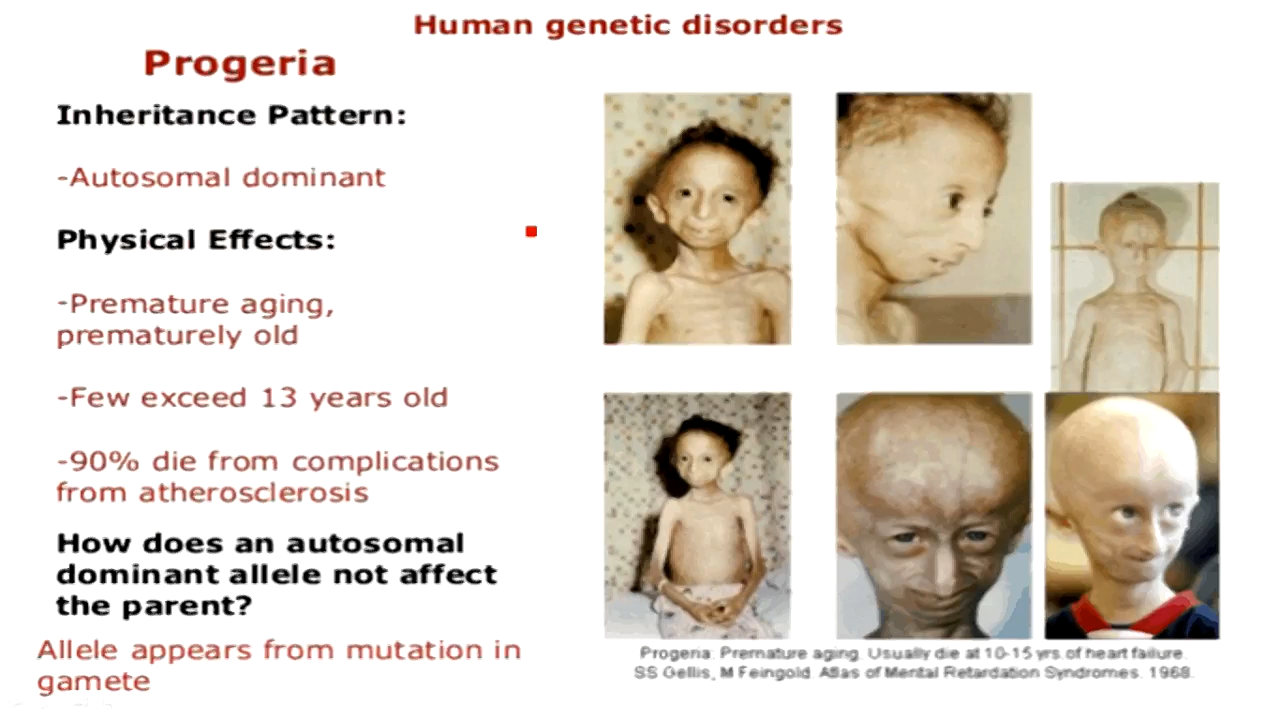 Human genetic disorders
Progeria
Inheritance Pattern:
-Autosomal dominant
Physical Effects:
-Premature aging,
prematurely old
-Few exceed 13 years old
-90% die from complications
from atherosclerosis
How does an autosomal
dominant allele not affect
the parent?
Allele appears from mutation in
gamete
Progeria: Premature aging. Usually die at 10-15 yrs of heart failure.
SS Gellis, M Feingold. Atlas of Mental Retardation Syndromes. 1968.